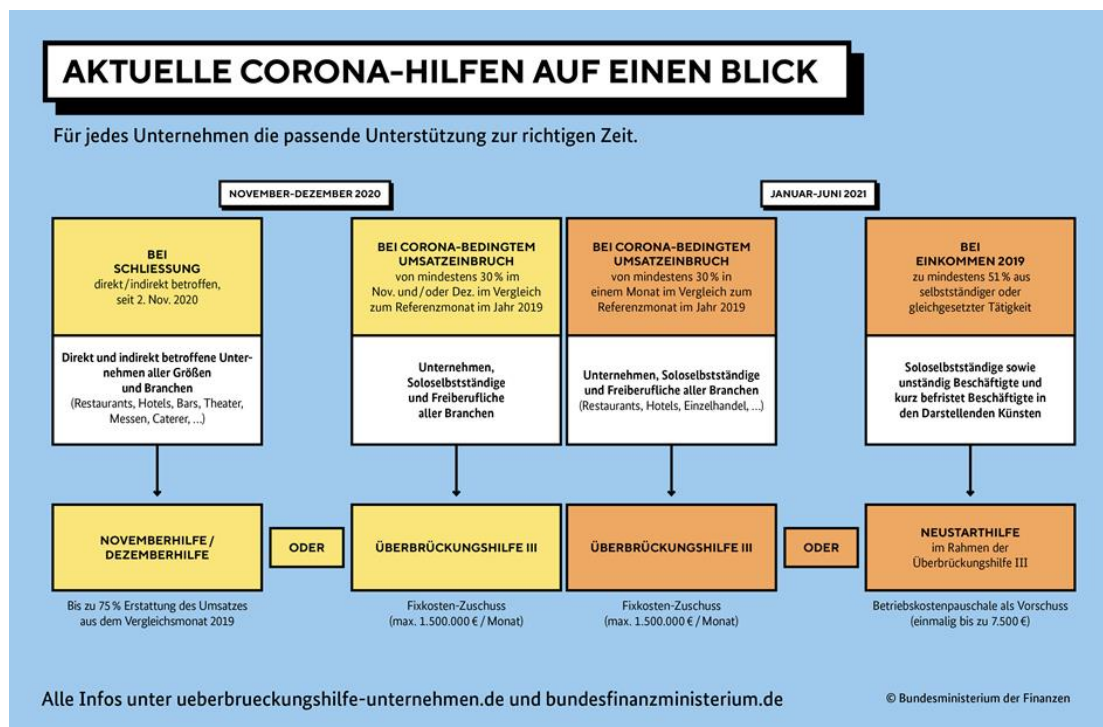 AKTUELLE CORONA-HILFEN AUF EINEN BLICK
Für jedes Unternehmen die passende Unterstützung zur richtigen Zeit.
NOVEMBER-DEZEMBER 2020
BEI
SCHLIESSUNG
direkt/indirekt betroffen,
seit 2. Nov. 2020
Direkt und indirekt betroffene Unter-
nehmen aller Größen
und Branchen
(Restaurants, Hotels, Bars, Theater,
Messen, Caterer, ...)
NOVEMBERHILFE /
DEZEMBERHILFE
Bis zu 75 % Erstattung des Umsatzes
aus dem Vergleichsmonat 2019
ODER
BEI CORONA-BEDINGTEM
UMSATZEINBRUCH
von mindestens 30 % im
Nov. und/oder Dez. im Vergleich
zum Referenzmonat im Jahr 2019
Unternehmen,
Soloselbstständige
und Freiberufliche
aller Branchen
ÜBERBRÜCKUNGSHILFE III
Fixkosten-Zuschuss
(max. 1.500.000 € / Monat)
JANUAR-JUNI 2021
BEI CORONA-BEDINGTEM
UMSATZEINBRUCH
von mindestens 30 % in
einem Monat im Vergleich zum
Referenzmonat im Jahr 2019
Unternehmen, Soloselbstständige
und Freiberufliche aller Branchen
(Restaurants, Hotels, Einzelhandel, ...)
ÜBERBRÜCKUNGSHILFE III
Fixkosten-Zuschuss
(max. 1.500.000 € / Monat)
ODER
BEI
EINKOMMEN 2019
zu mindestens 51 % aus
selbstständiger oder
gleichgesetzter Tätigkeit
Soloselbstständige sowie
unständig Beschäftigte und
kurz befristet Beschäftigte in
den Darstellenden Künsten
NEUSTARTHILFE
im Rahmen der
Überbrückungshilfe III
Betriebskostenpauschale als Vorschuss
(einmalig bis zu 7.500 €)
Alle Infos unter ueberbrueckungshilfe-unternehmen.de und bundesfinanzministerium.de
© Bundesministerium der Finanzen